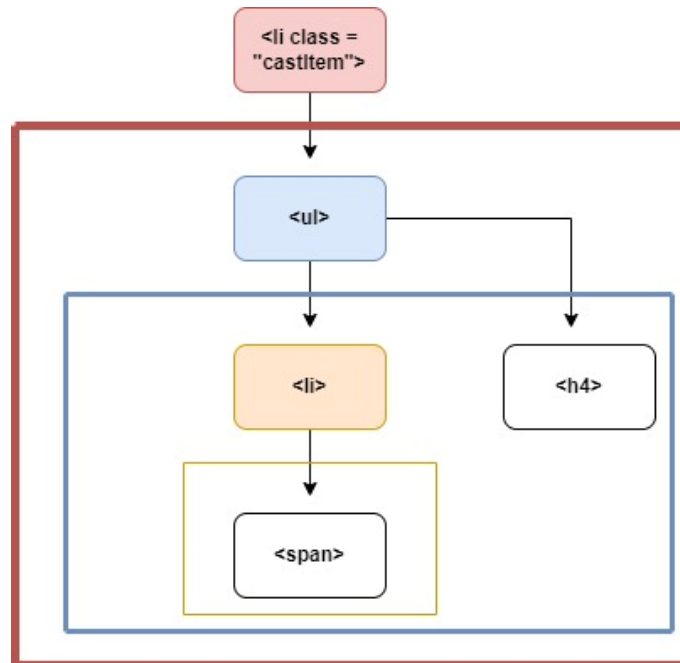 <li class =
"castItem">
<ul>
<li>
<h4>
<span>